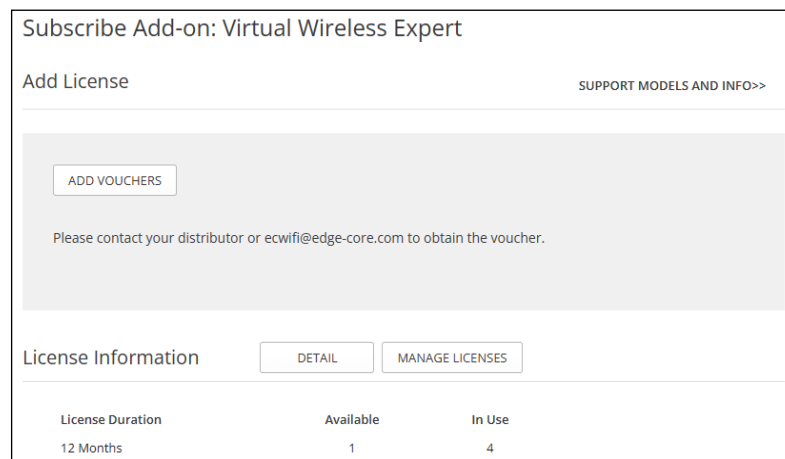 Subscribe Add-on: Virtual Wireless Expert
Add License
SUPPORT MODELS AND INFO>>
ADD VOUCHERS
Please contact your distributor or ecwifi@edge-core.com to obtain the voucher.
License Information DETAIL MANAGE LICENSES
License Duration Available In Use
12 Months 1 4